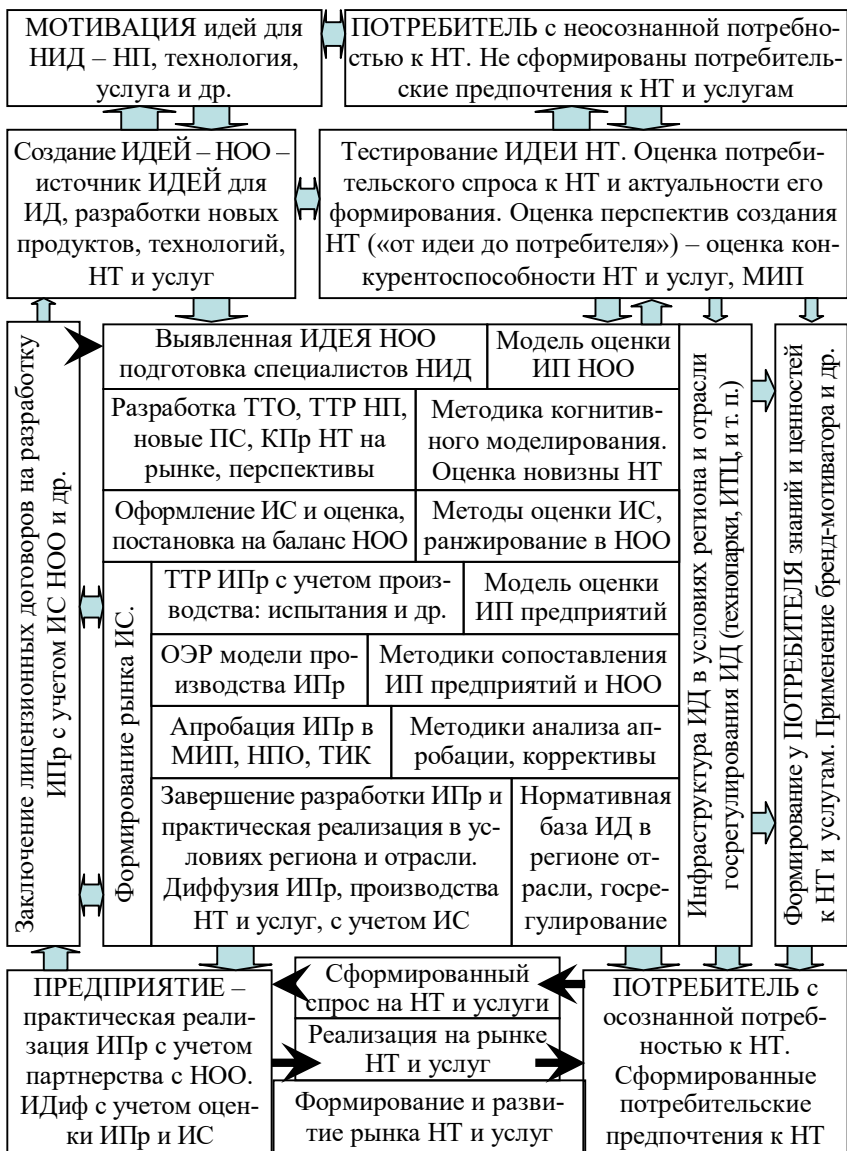 МОТИВАЦИЯ идей для
НИД – НП, технология,
услуга и др.
ПОТРЕБИТЕЛЬ с неосознанной потребно-
стью к НТ. Не сформированы потребитель-
ские предпочтения к НТ и услугам
Создание ИДЕЙ – НОО –
источник ИДЕЙ для
ИД, разработки новых
продуктов, технологий,
НТ и услуг
Тестирование ИДЕИ НТ. Оценка потреби-
тельского спроса к НТ и актуальности его
формирования. Оценка перспектив создания
НТ («от идеи до потребителя») – оценка кон-
курентоспособности НТ и услуг, МИП
Заключение лицензионных договоров на разработку
ИПр с учетом ИС НОО и др.
Выявленная ИДЕЯ НОО
подготовка специалистов НИД
Модель оценки
ИП НОО
Разработка ТТО, ТТР НП,
новые ПС, КПр НТ на
рынке, перспективы
Методика когнитив-
ного моделирования.
Оценка новизны НТ
Оформление ИС и оценка,
постановка на баланс НОО
Методы оценки ИС,
ранжирование в НОО
Формирование рынка ИС.
ТТР ИПр с учетом произ-
водства: испытания и др.
Модель оценки
ИП предприятий
ОЭР модели про-
изводства ИПр
Методики сопоставления
ИП предприятий и НОО
Апробация ИПр в
МИП, НПО, ТИК
Методики анализа ап-
робации, коррективы
Завершение разработки ИПр и
практическая реализация в ус-
ловиях региона и отрасли.
Диффузия ИПр, производства
НТ и услуг, с учетом ИС
Нормативная
база ИД в
регионе от-
расли, госре-
гулирование
Инфраструктура ИД в условиях региона и отрасли
госрегулирования ИД (технопарки, ИТЦ, и т. п.)
Формирование у ПОТРЕБИТЕЛЯ знаний и ценностей
к НТ и услугам. Применение бренд-мотиватора и др.
ПРЕДПРИЯТИЕ –
практическая реали-
зация ИПр с учетом
партнерства с НОО.
ИДиф с учетом оцен-
ки ИПр и ИС
Сформированный
спрос на НТ и услуги
Реализация на рынке
НТ и услуг
Формирование и разви-
тие рынка НТ и услуг
ПОТРЕБИТЕЛЬ с
осознанной потреб-
ностью к НТ.
Сформированные
потребительские
предпочтения к НТ